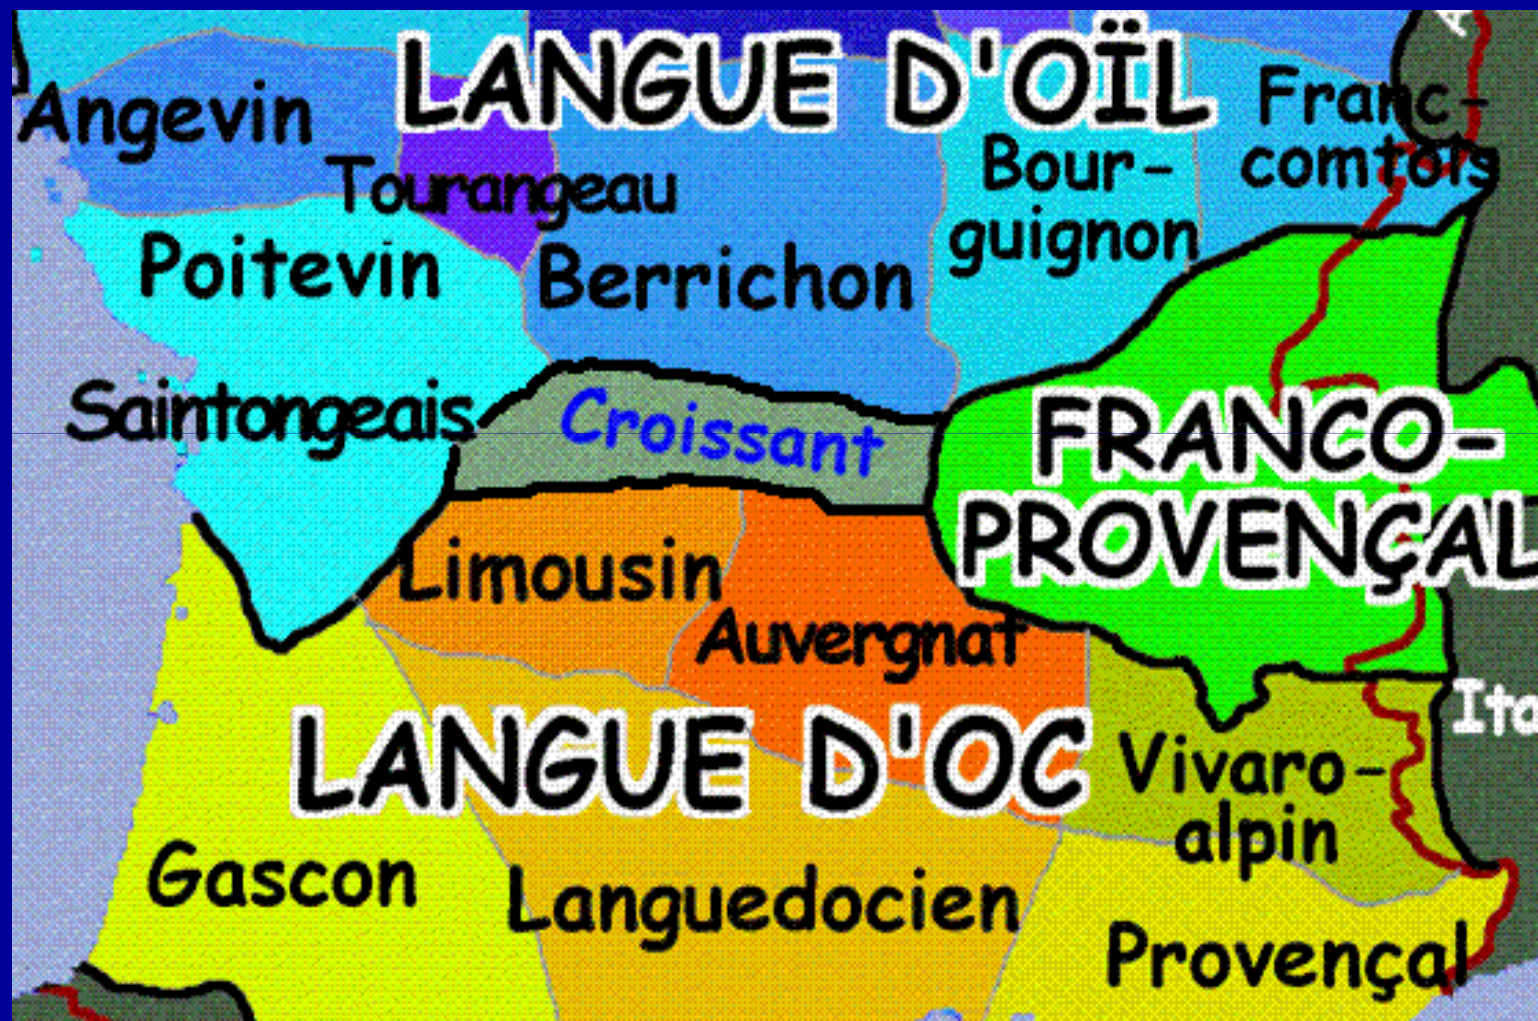 LANGUE D'OÏL
Angevin
Franc-
comtois
Tourangeau
Bour-
guignon
Poitevin
Berrichon
Saintongeais
Croissant
FRANCO-
PROVENÇAL
Limousin
Auvergnat
LANGUE D'OC
Vivaro-
alpin
Gascon
Languedocien
Provençal